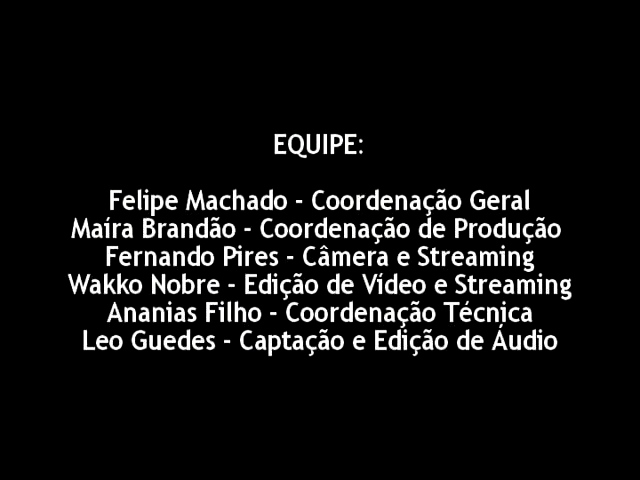 EQUIPE:
Felipe Machado - Coordenação Geral
Maíra Brandão - Coordenação de Produção
Fernando Pires - Câmera e Streaming
Wakko Nobre - Edição de Vídeo e Streaming
Ananias Filho - Coordenação Técnica
Leo Guedes - Captação e Edição de Áudio